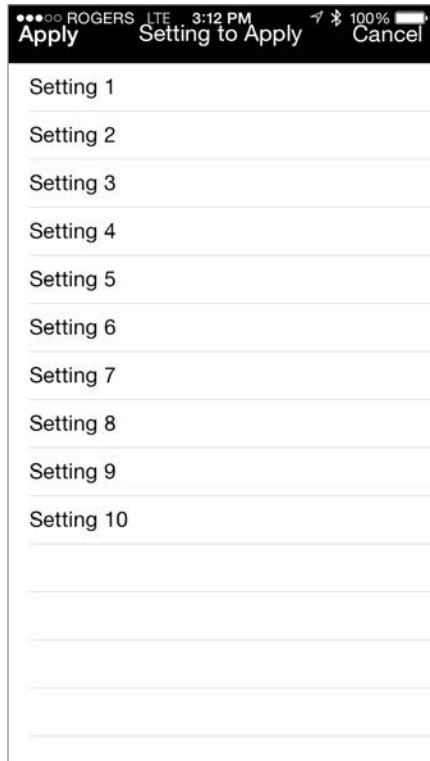 ROGERS LTE 3:12 PM 100%
Apply Setting to Apply Cancel
Setting 1
Setting 2
Setting 3
Setting 4
Setting 5
Setting 6
Setting 7
Setting 8
Setting 9
Setting 10